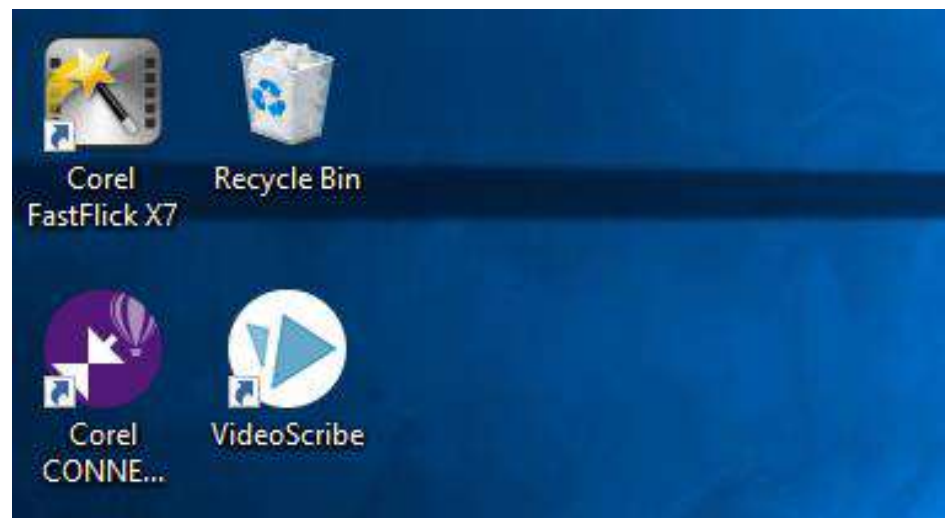 Corel
FastFlick X7
Recycle Bin
Corel
CONNE...
VideoScribe